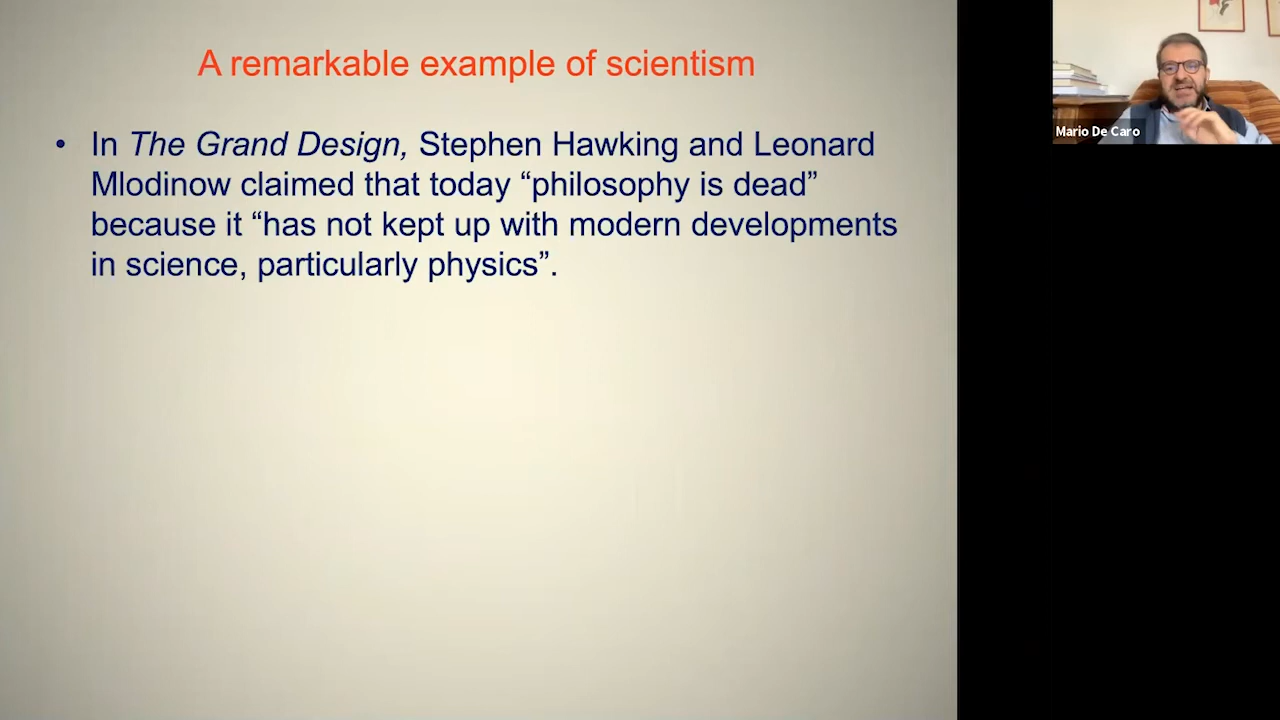 A remarkable example of scientism
• In The Grand Design, Stephen Hawking and Leonard
Mlodinow claimed that today “philosophy is dead”
because it “has not kept up with modern developments
in science, particularly physics”.
Mario De Caro